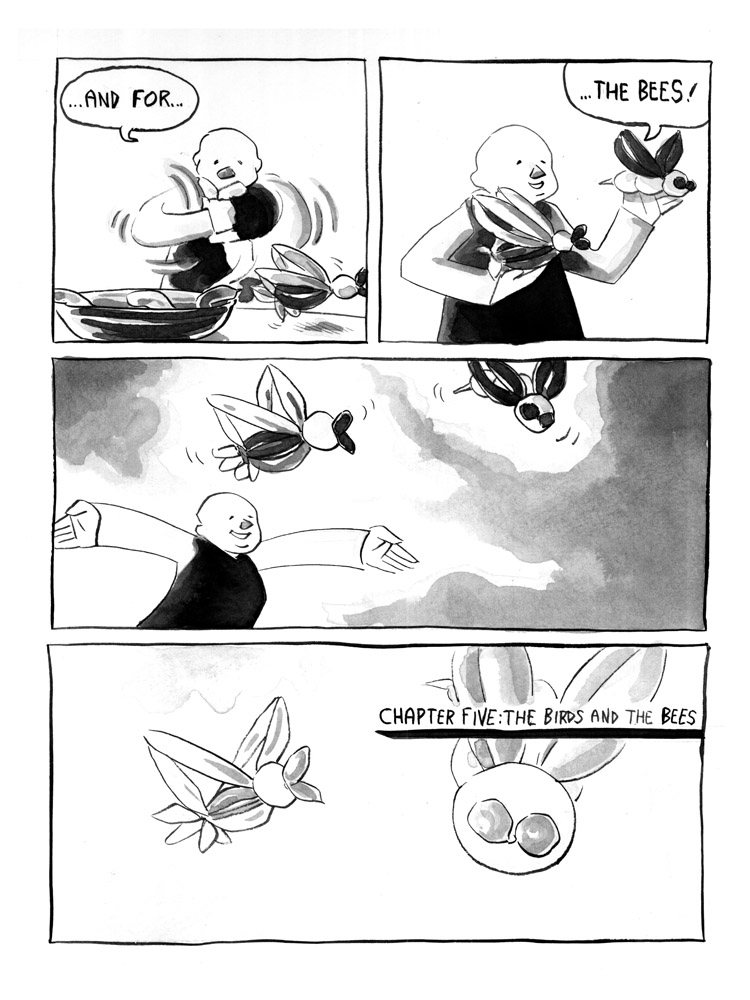 ...AND FOR...
...THE BEES!
CHAPTER FIVE: THE BIRDS AND THE BEES